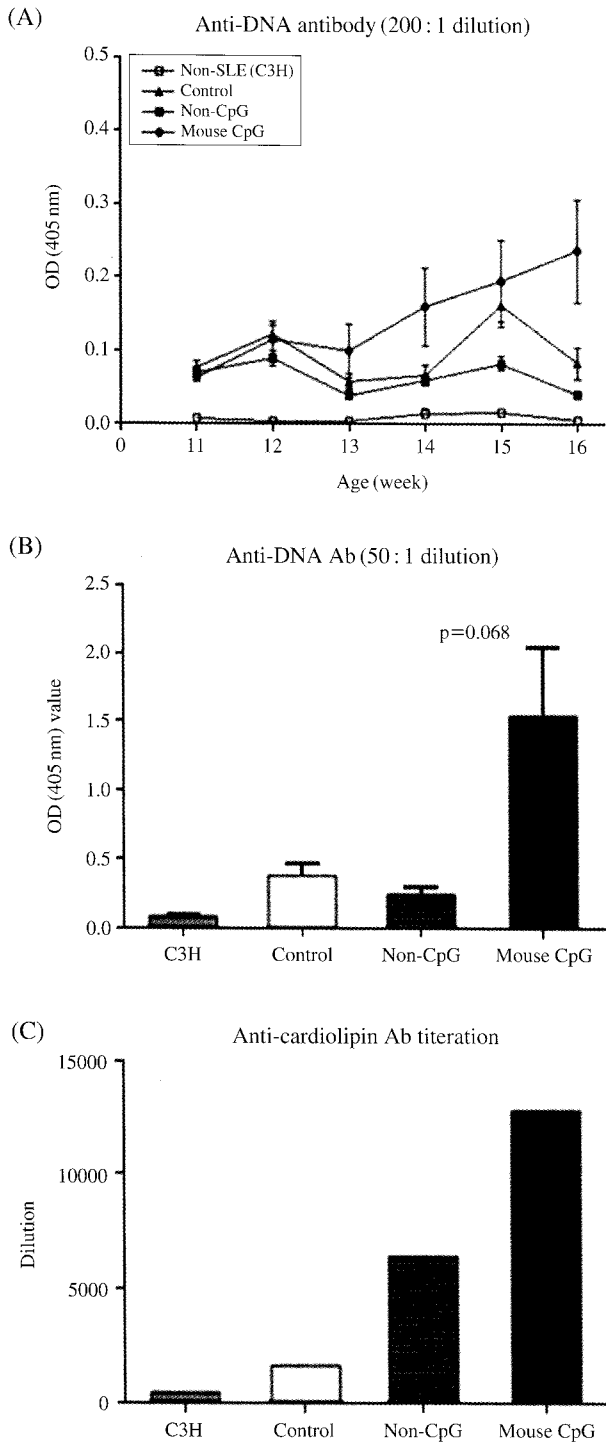 (A)
Anti-DNA antibody (200 : 1 dilution)
0.5
0.4
0.3
0.2
0.1
0.0
OD (405 nm)
Non-SLE (C3H)
Control
Non-CpG
Mouse CpG
0 11 12 13 14 15 16
Age (week)
(B)
Anti-DNA Ab (50 : 1 dilution)
2.5
2.0
1.5
1.0
0.5
0.0
OD (405 nm) value
p=0.068
C3H Control Non-CpG Mouse CpG
(C)
Anti-cardiolipin Ab titeration
15000
10000
5000
0
Dilution
C3H Control Non-CpG Mouse CpG